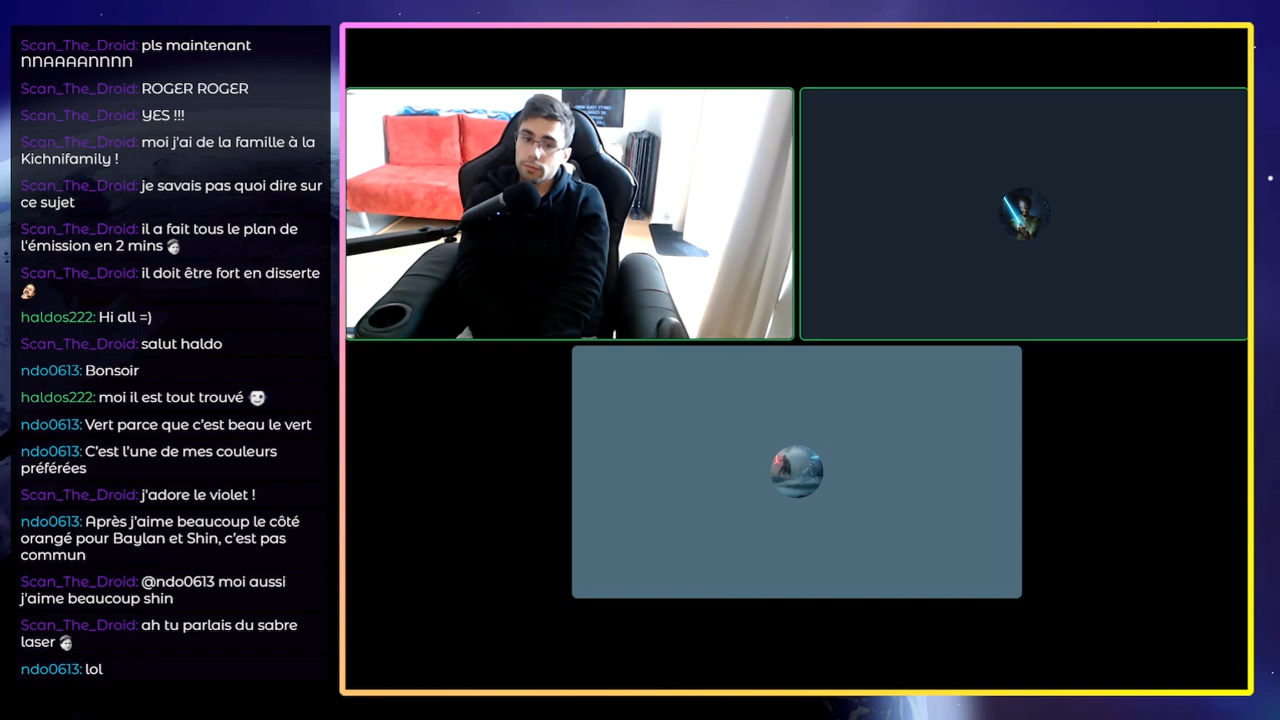 Scan_The_Droid: pls maintenant
NNAAAANNNN
Scan_The_Droid: ROGER ROGER
Scan_The_Droid: YES !!!
Scan_The_Droid: moi j'ai de la famille à la
Kichnifamily !
Scan_The_Droid: je savais pas quoi dire sur
ce sujet
Scan_The_Droid: il a fait tous le plan de
l'émission en 2 mins
Scan_The_Droid: il doit être fort en disserte
haldos222: Hi all =)
Scan_The_Droid: salut haldo
ndo0613: Bonsoir
haldos222: moi il est tout trouvé
ndo0613: Vert parce que c’est beau le vert
ndo0613: C’est l’une de mes couleurs
préférées
Scan_The_Droid: j'adore le violet !
ndo0613: Après j’aime beaucoup le côté
orangé pour Baylan et Shin, c’est pas
commun
Scan_The_Droid: @ndo0613 moi aussi
j'aime beaucoup shin
Scan_The_Droid: ah tu parlais du sabre
laser
ndo0613: lol